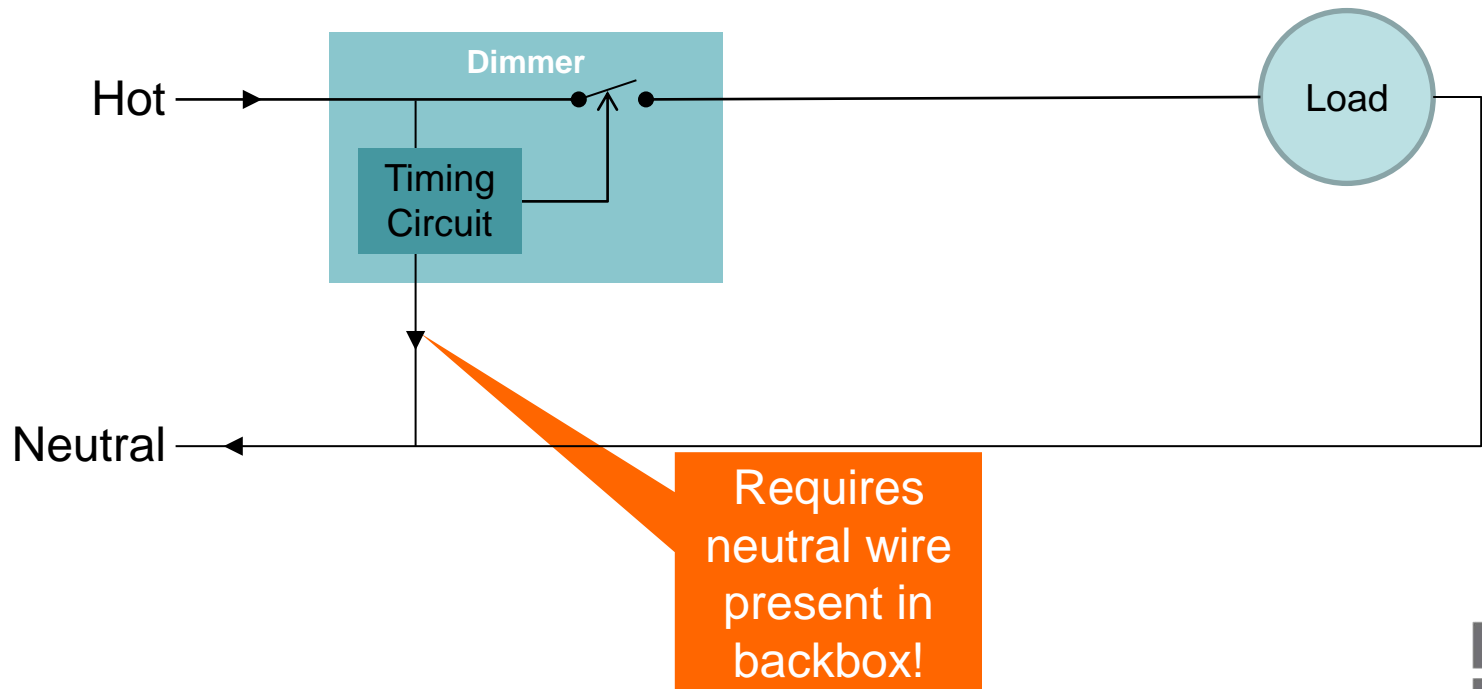 Dimmer
Hot
Load
Timing
Circuit
Neutral
Requires
neutral wire
present in
backbox!